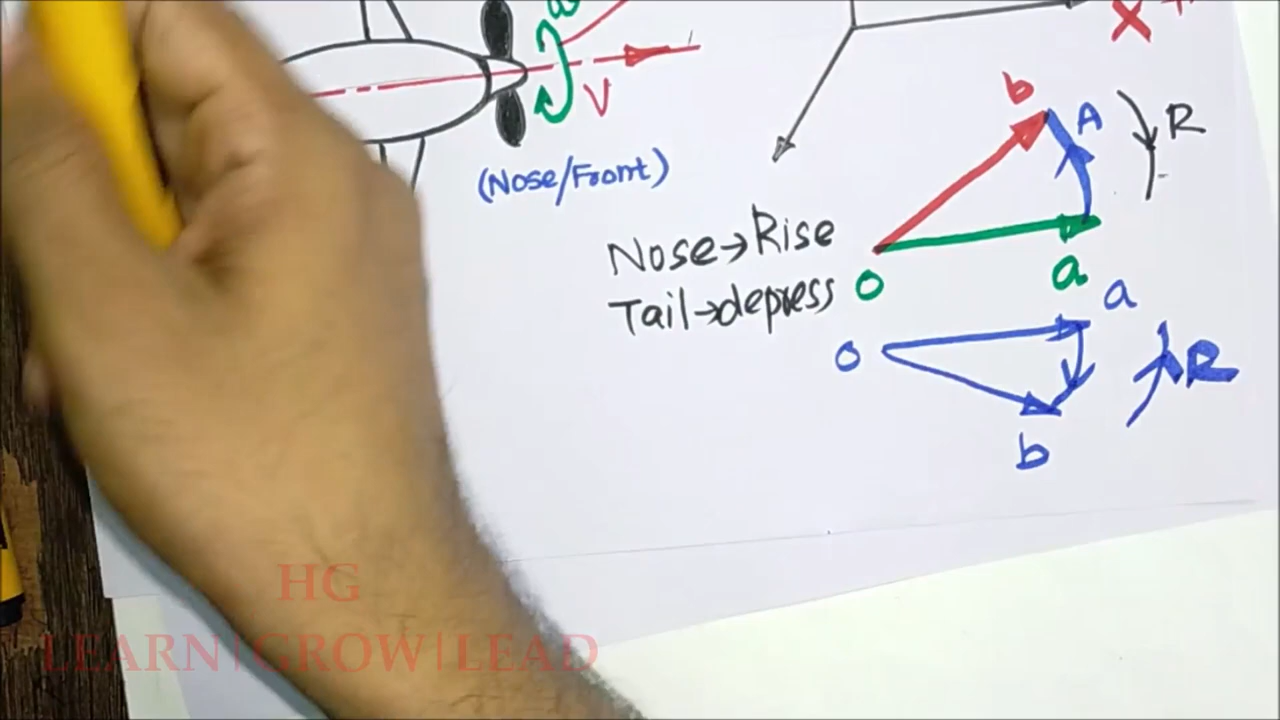 ω
X
V
b
A
R
(Nose/Front)
Nose→Rise
Tail→depress
o
a
a
o
R
b
HG
LEARN|GROW|LEAD